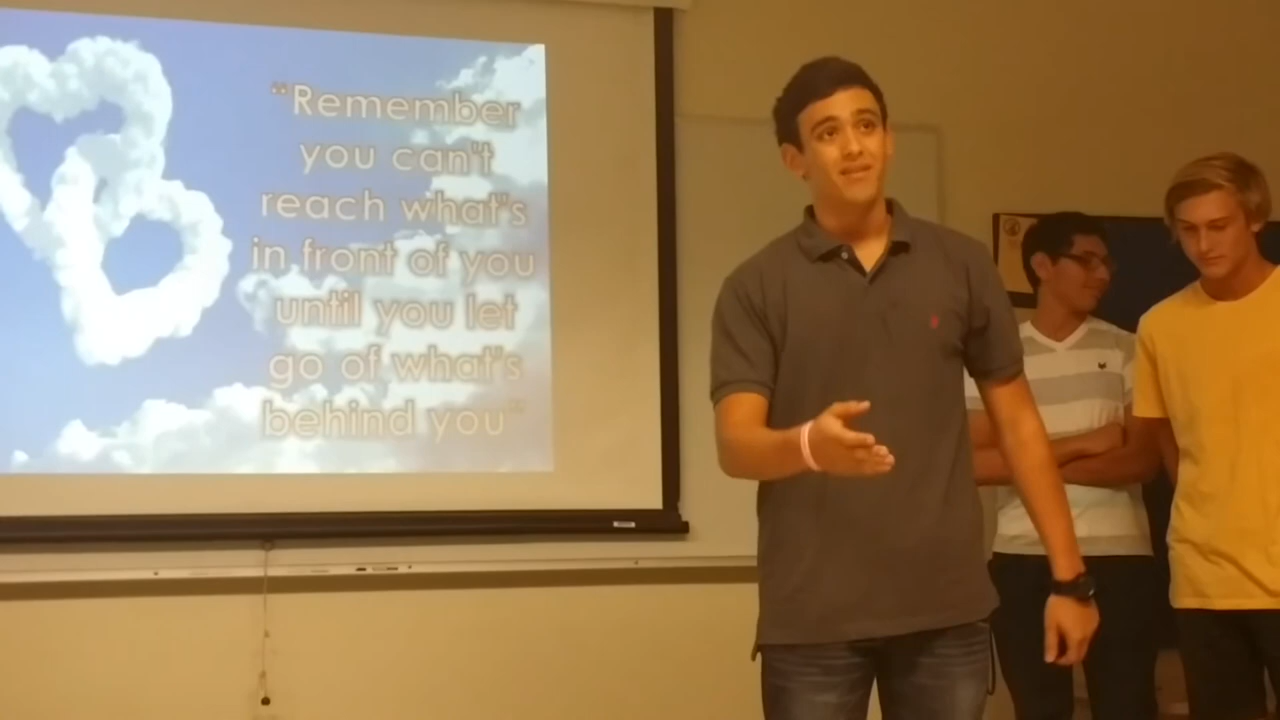 “Remember
you can't
reach what's
in front of you
until you let
go of what's
behind you”